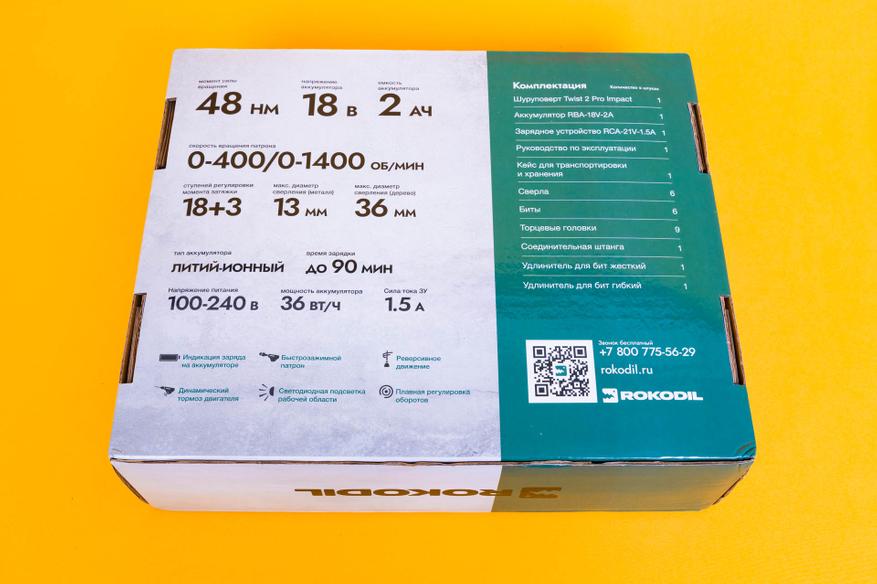 момент силы вращения
48 НМ
напряжение аккумулятора
18 В
емкость аккумулятора
2 АЧ
скорость вращения патрона
0-400/0-1400 ОБ/МИН
ступеней регулировки момента затяжки
18+3
макс. диаметр сверления (металл)
13 ММ
макс. диаметр сверления (дерево)
36 ММ
тип аккумулятора
ЛИТИЙ-ИОННЫЙ
время зарядки
ДО 90 МИН
Напряжение питания
100-240 В
мощность аккумулятора
36 ВТ/Ч
Сила тока ЗУ
1.5 А
Индикация заряда
на аккумуляторе
Быстрозажимной
патрон
Реверсивное
движение
Динамический
тормоз двигателя
Светодиодная подсветка
рабочей области
Плавная регулировка
оборотов
Комплектация
Количество в штуках
Шуруповерт Twist 2 Pro Impact 1
Аккумулятор RBA-18V-2A 1
Зарядное устройство RCA-21V-1.5A 1
Руководство по эксплуатации 1
Кейс для транспортировки
и хранения 1
Сверла 6
Биты 6
Торцевые головки 9
Соединительная штанга 1
Удлинитель для бит жесткий 1
Удлинитель для бит гибкий 1
Звонок бесплатный
+7 800 775-56-29
rokodil.ru
ROKODIL
ROKODIL